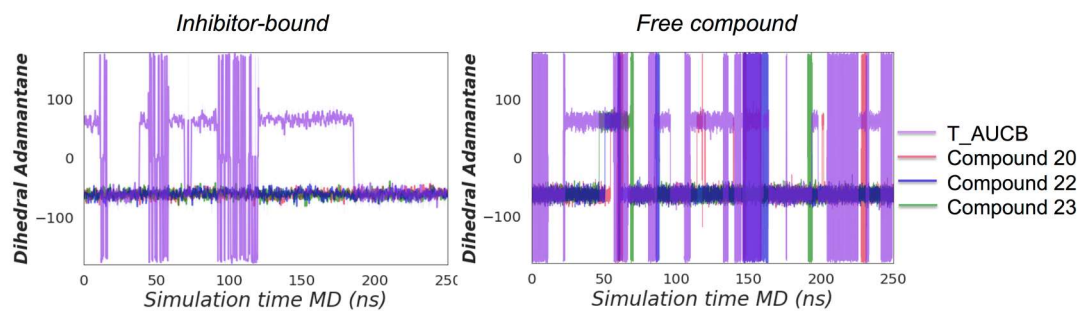 Inhibitor-bound
Free compound
Dihedral Adamantane
100
0
−100
0
50
100
150
200
250
Simulation time MD (ns)
Dihedral Adamantane
100
0
−100
0
50
100
150
200
250
Simulation time MD (ns)
T_AUCB
Compound 20
Compound 22
Compound 23